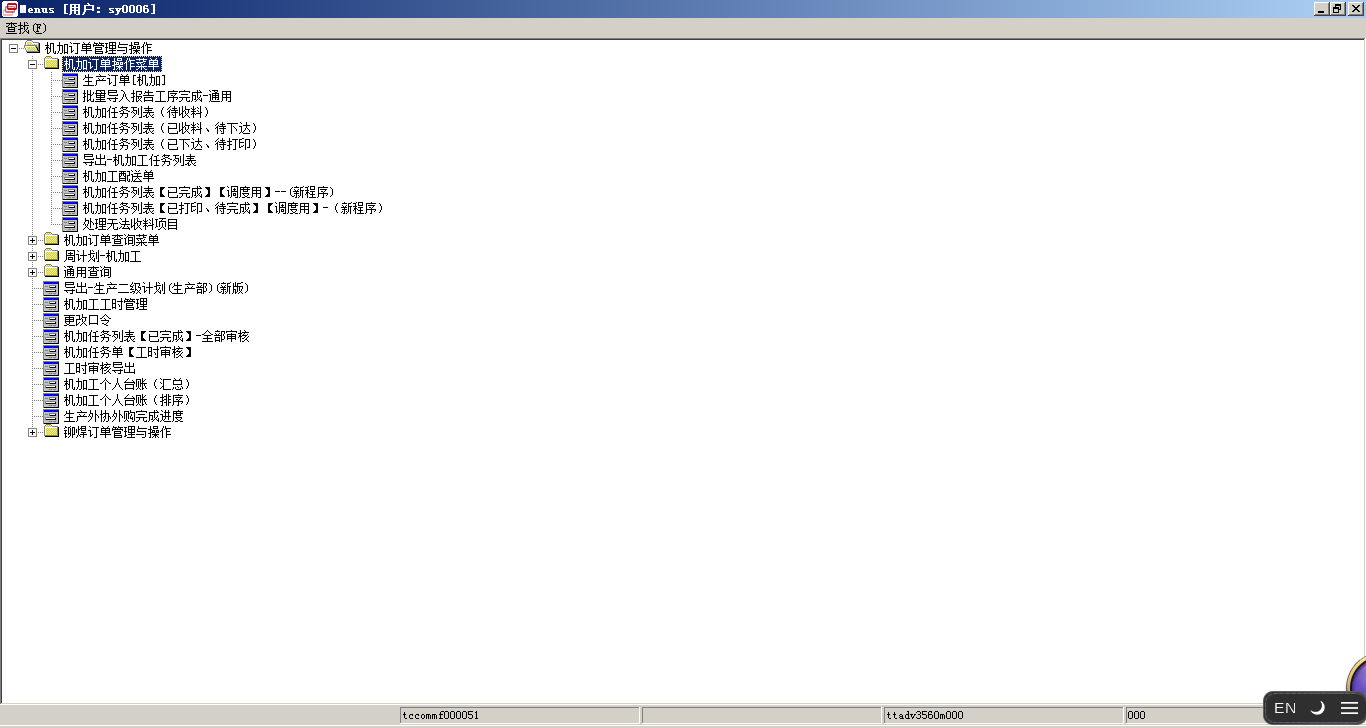 Menus [用户: sy0006]
查找(F)
机加订单管理与操作
机加订单操作菜单
生产订单[机加]
批量导入报告工序完成-通用
机加任务列表（待收料）
机加任务列表（已收料、待下达）
机加任务列表（已下达、待打印）
导出-机加工任务列表
机加工配送单
机加任务列表【已完成】【调度用】--(新程序）
机加任务列表【已打印、待完成】【调度用】-（新程序）
处理无法收料项目
机加订单查询菜单
周计划-机加工
通用查询
导出-生产二级计划(生产部)(新版)
机加工工时管理
更改口令
机加任务列表【已完成】-全部审核
机加任务单【工时审核】
工时审核导出
机加工个人台账（汇总）
机加工个人台账（排序）
生产外协外购完成进度
铆焊订单管理与操作
tccommf000051 ttadv3560m000 000
EN